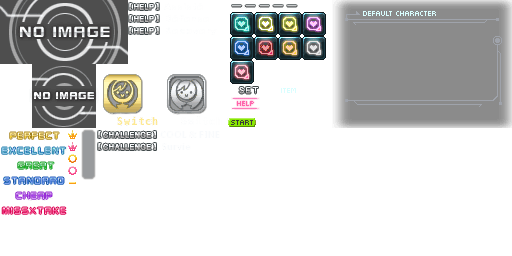 NO IMAGE
[HELP]
[HELP]
[HELP]
DEFAULT CHARACTER
NO IMAGE
SET
HELP
START
Switch
PERFECT
EXCELLENT
GREAT
STANDARD
CHEAP
MISSXTAKE
[CHALLENGE]
[CHALLENGE]